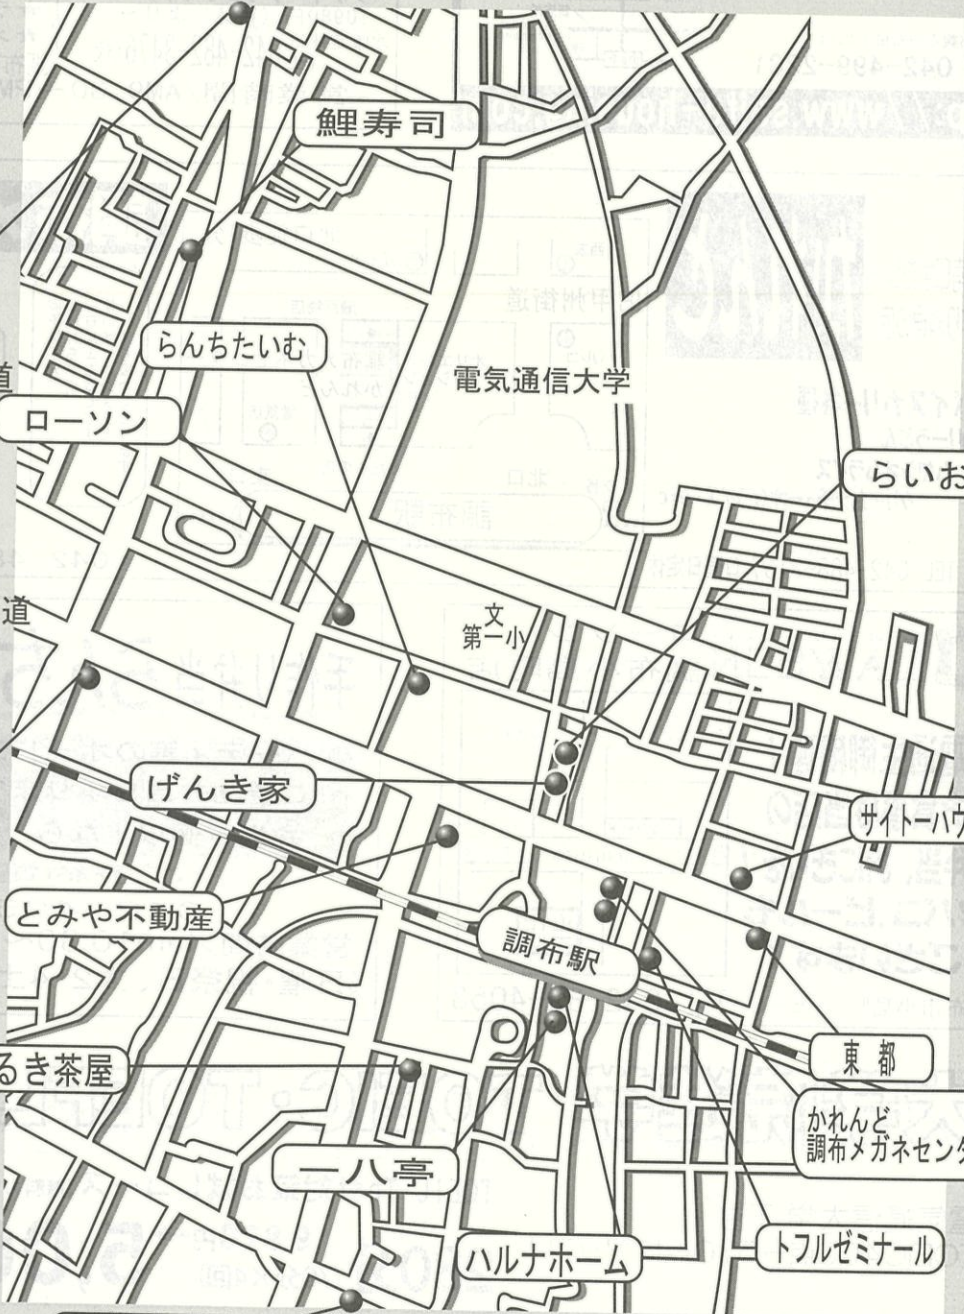 鯉寿司
らんちたいむ
電気通信大学
道
ローソン
らいお
道
文
第一小
げんき家
サイトーハウ
とみや不動産
調布駅
東都
るき茶屋
かれんど
調布メガネセンタ
一八亭
ハルナホーム
トフルゼミナール